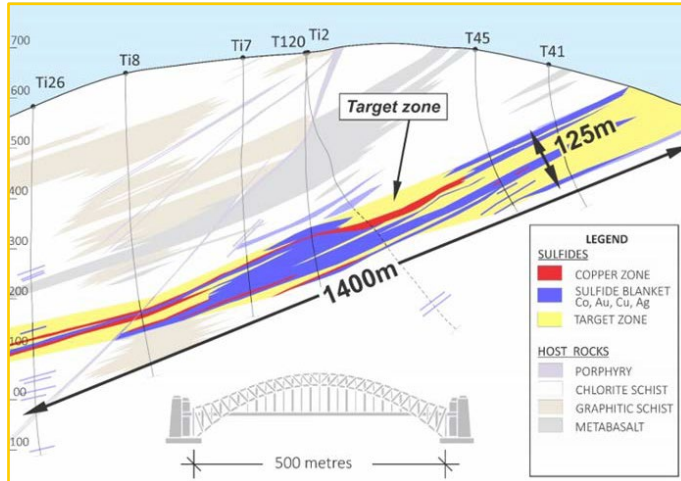 700
600
500
400
300
200
100
00
100
Ti26
Ti8
Ti7
T120
Ti2
T45
T41
Target zone
125m
1400m
500 metres
LEGEND
SULFIDES
COPPER ZONE
SULFIDE BLANKET
Co, Au, Cu, Ag
TARGET ZONE
HOST ROCKS
PORPHYRY
CHLORITE SCHIST
GRAPHITIC SCHIST
METABASALT